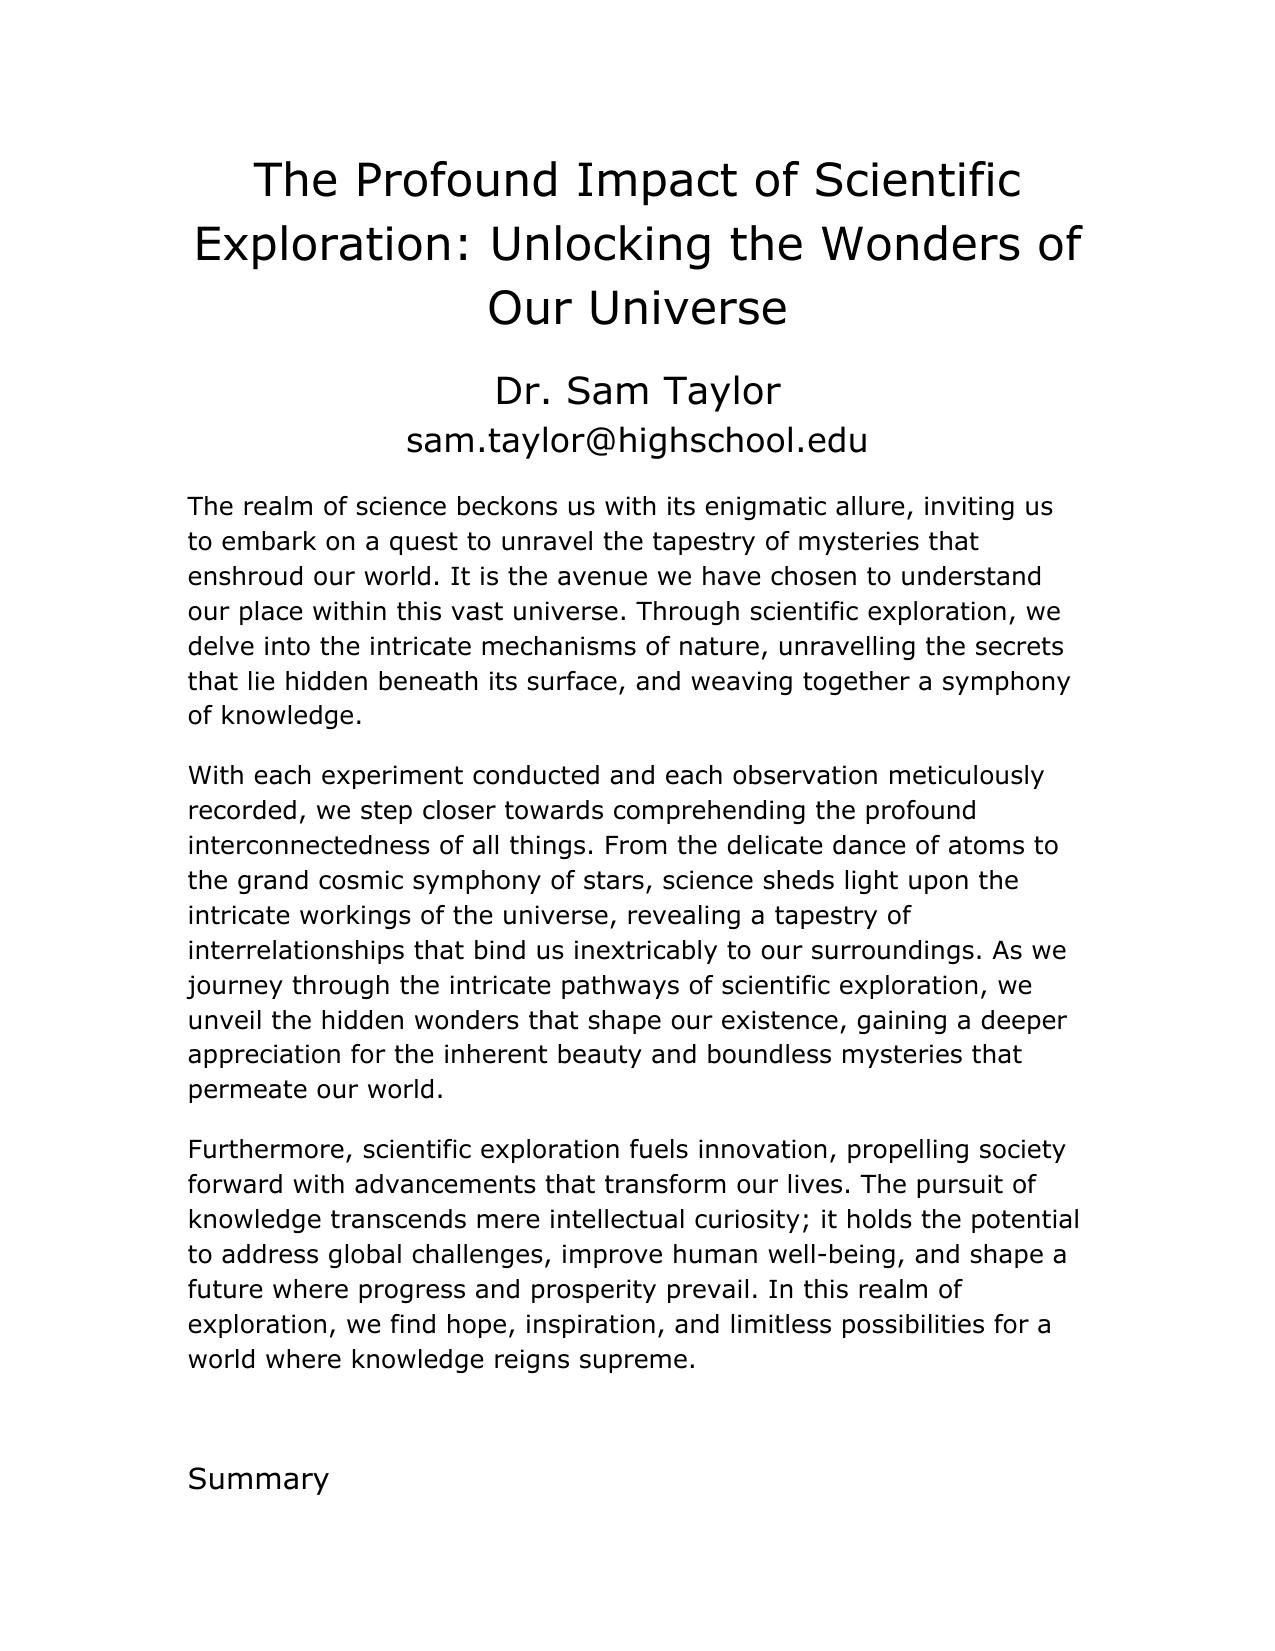 The Profound Impact of Scientific
Exploration: Unlocking the Wonders of
Our Universe
Dr. Sam Taylor
sam.taylor@highschool.edu
The realm of science beckons us with its enigmatic allure, inviting us
to embark on a quest to unravel the tapestry of mysteries that
enshroud our world. It is the avenue we have chosen to understand
our place within this vast universe. Through scientific exploration, we
delve into the intricate mechanisms of nature, unravelling the secrets
that lie hidden beneath its surface, and weaving together a symphony
of knowledge.
With each experiment conducted and each observation meticulously
recorded, we step closer towards comprehending the profound
interconnectedness of all things. From the delicate dance of atoms to
the grand cosmic symphony of stars, science sheds light upon the
intricate workings of the universe, revealing a tapestry of
interrelationships that bind us inextricably to our surroundings. As we
journey through the intricate pathways of scientific exploration, we
unveil the hidden wonders that shape our existence, gaining a deeper
appreciation for the inherent beauty and boundless mysteries that
permeate our world.
Furthermore, scientific exploration fuels innovation, propelling society
forward with advancements that transform our lives. The pursuit of
knowledge transcends mere intellectual curiosity; it holds the potential
to address global challenges, improve human well-being, and shape a
future where progress and prosperity prevail. In this realm of
exploration, we find hope, inspiration, and limitless possibilities for a
world where knowledge reigns supreme.
Summary